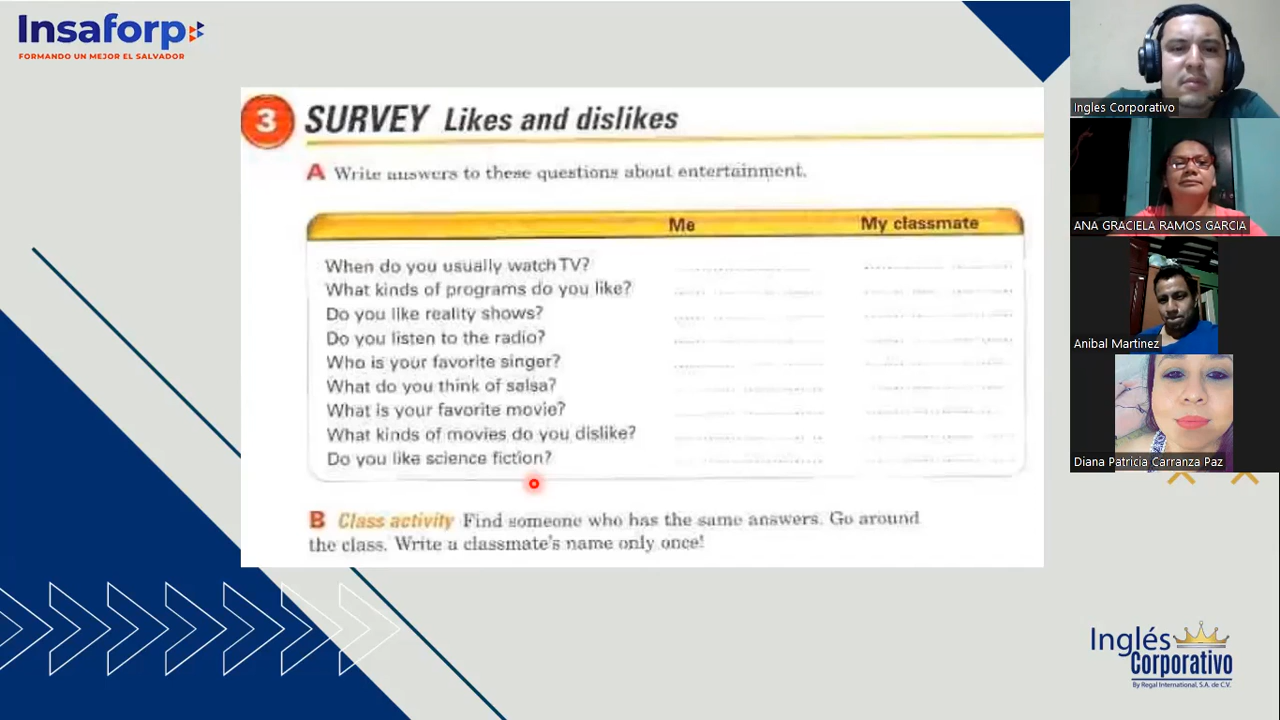 Insaforp
FORMANDO UN MEJOR EL SALVADOR
3 SURVEY Likes and dislikes
A Write answers to these questions about entertainment.
Me My classmate
When do you usually watch TV?
What kinds of programs do you like?
Do you like reality shows?
Do you listen to the radio?
Who is your favorite singer?
What do you think of salsa?
What is your favorite movie?
What kinds of movies do you dislike?
Do you like science fiction?
B Class activity Find someone who has the same answers. Go around
the class. Write a classmate's name only once!
Ingles Corporativo
ANA GRACIELA RAMOS GARCIA
Anibal Martinez
Diana Patricia Carranza Paz
Inglés
Corporativo
By Regal International, S.A. de C.V.